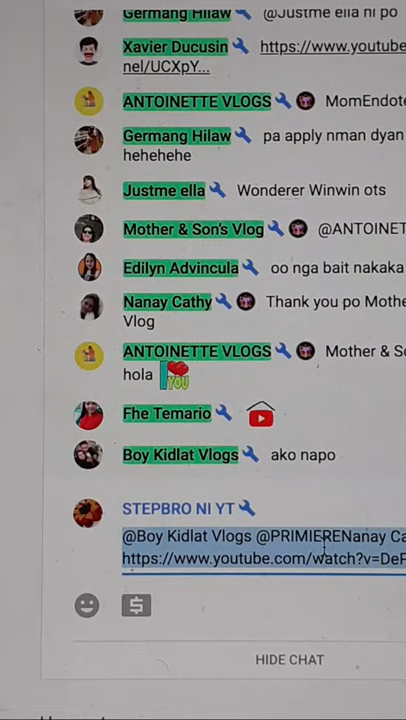 Germang Hilaw @Justme ella ni po
Xavier Ducusin https://www.youtube
nel/UCXpY...
ANTOINETTE VLOGS MomEndote
Germang Hilaw pa apply nman dyan
hehehehe
Justme ella Wonderer Winwin ots
Mother & Son's Vlog @ANTOINET
Edilyn Advincula oo nga bait nakaka
Nanay Cathy Thank you po Mothe
Vlog
ANTOINETTE VLOGS Mother & So
hola I YOU
Fhe Temario
Boy Kidlat Vlogs ako napo
STEPBRO NI YT
@Boy Kidlat Vlogs @PRIMIERENanay Ca
https://www.youtube.com/watch?v=DeF
HIDE CHAT